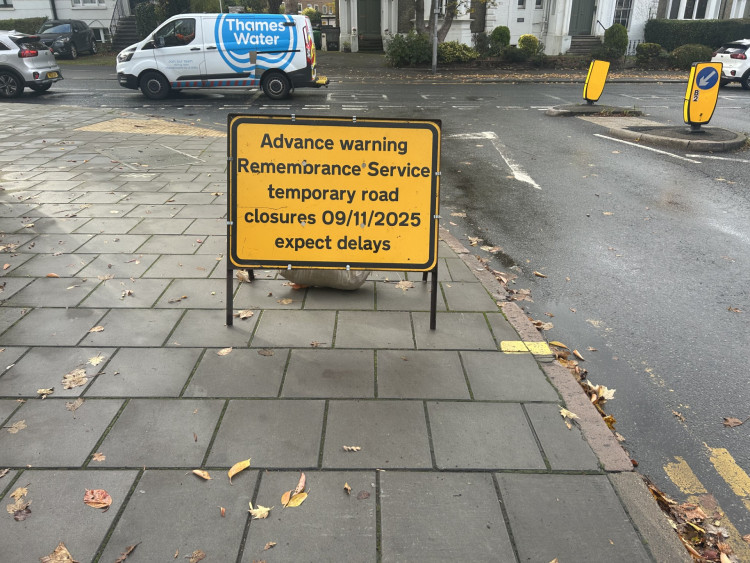 Thames
Water
Advance warning
Remembrance Service
temporary road
closures 09/11/2025
expect delays